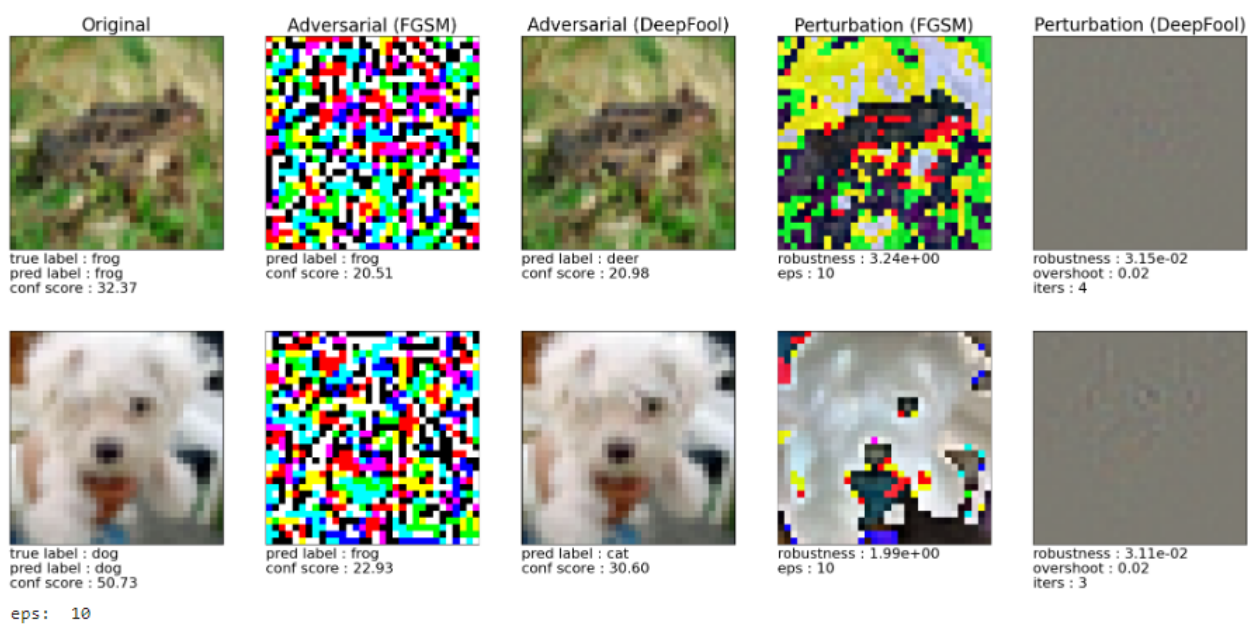 Original Adversarial (FGSM) Adversarial (DeepFool) Perturbation (FGSM) Perturbation (DeepFool)
true label : frog pred label : frog pred label : deer robustness : 3.24e+00 robustness : 3.15e-02
pred label : frog conf score : 20.51 conf score : 20.98 eps : 10 overshoot : 0.02
conf score : 32.37 iters : 4
true label : dog pred label : frog pred label : cat robustness : 1.99e+00 robustness : 3.11e-02
pred label : dog conf score : 22.93 conf score : 30.60 eps : 10 overshoot : 0.02
conf score : 50.73 iters : 3
eps: 10